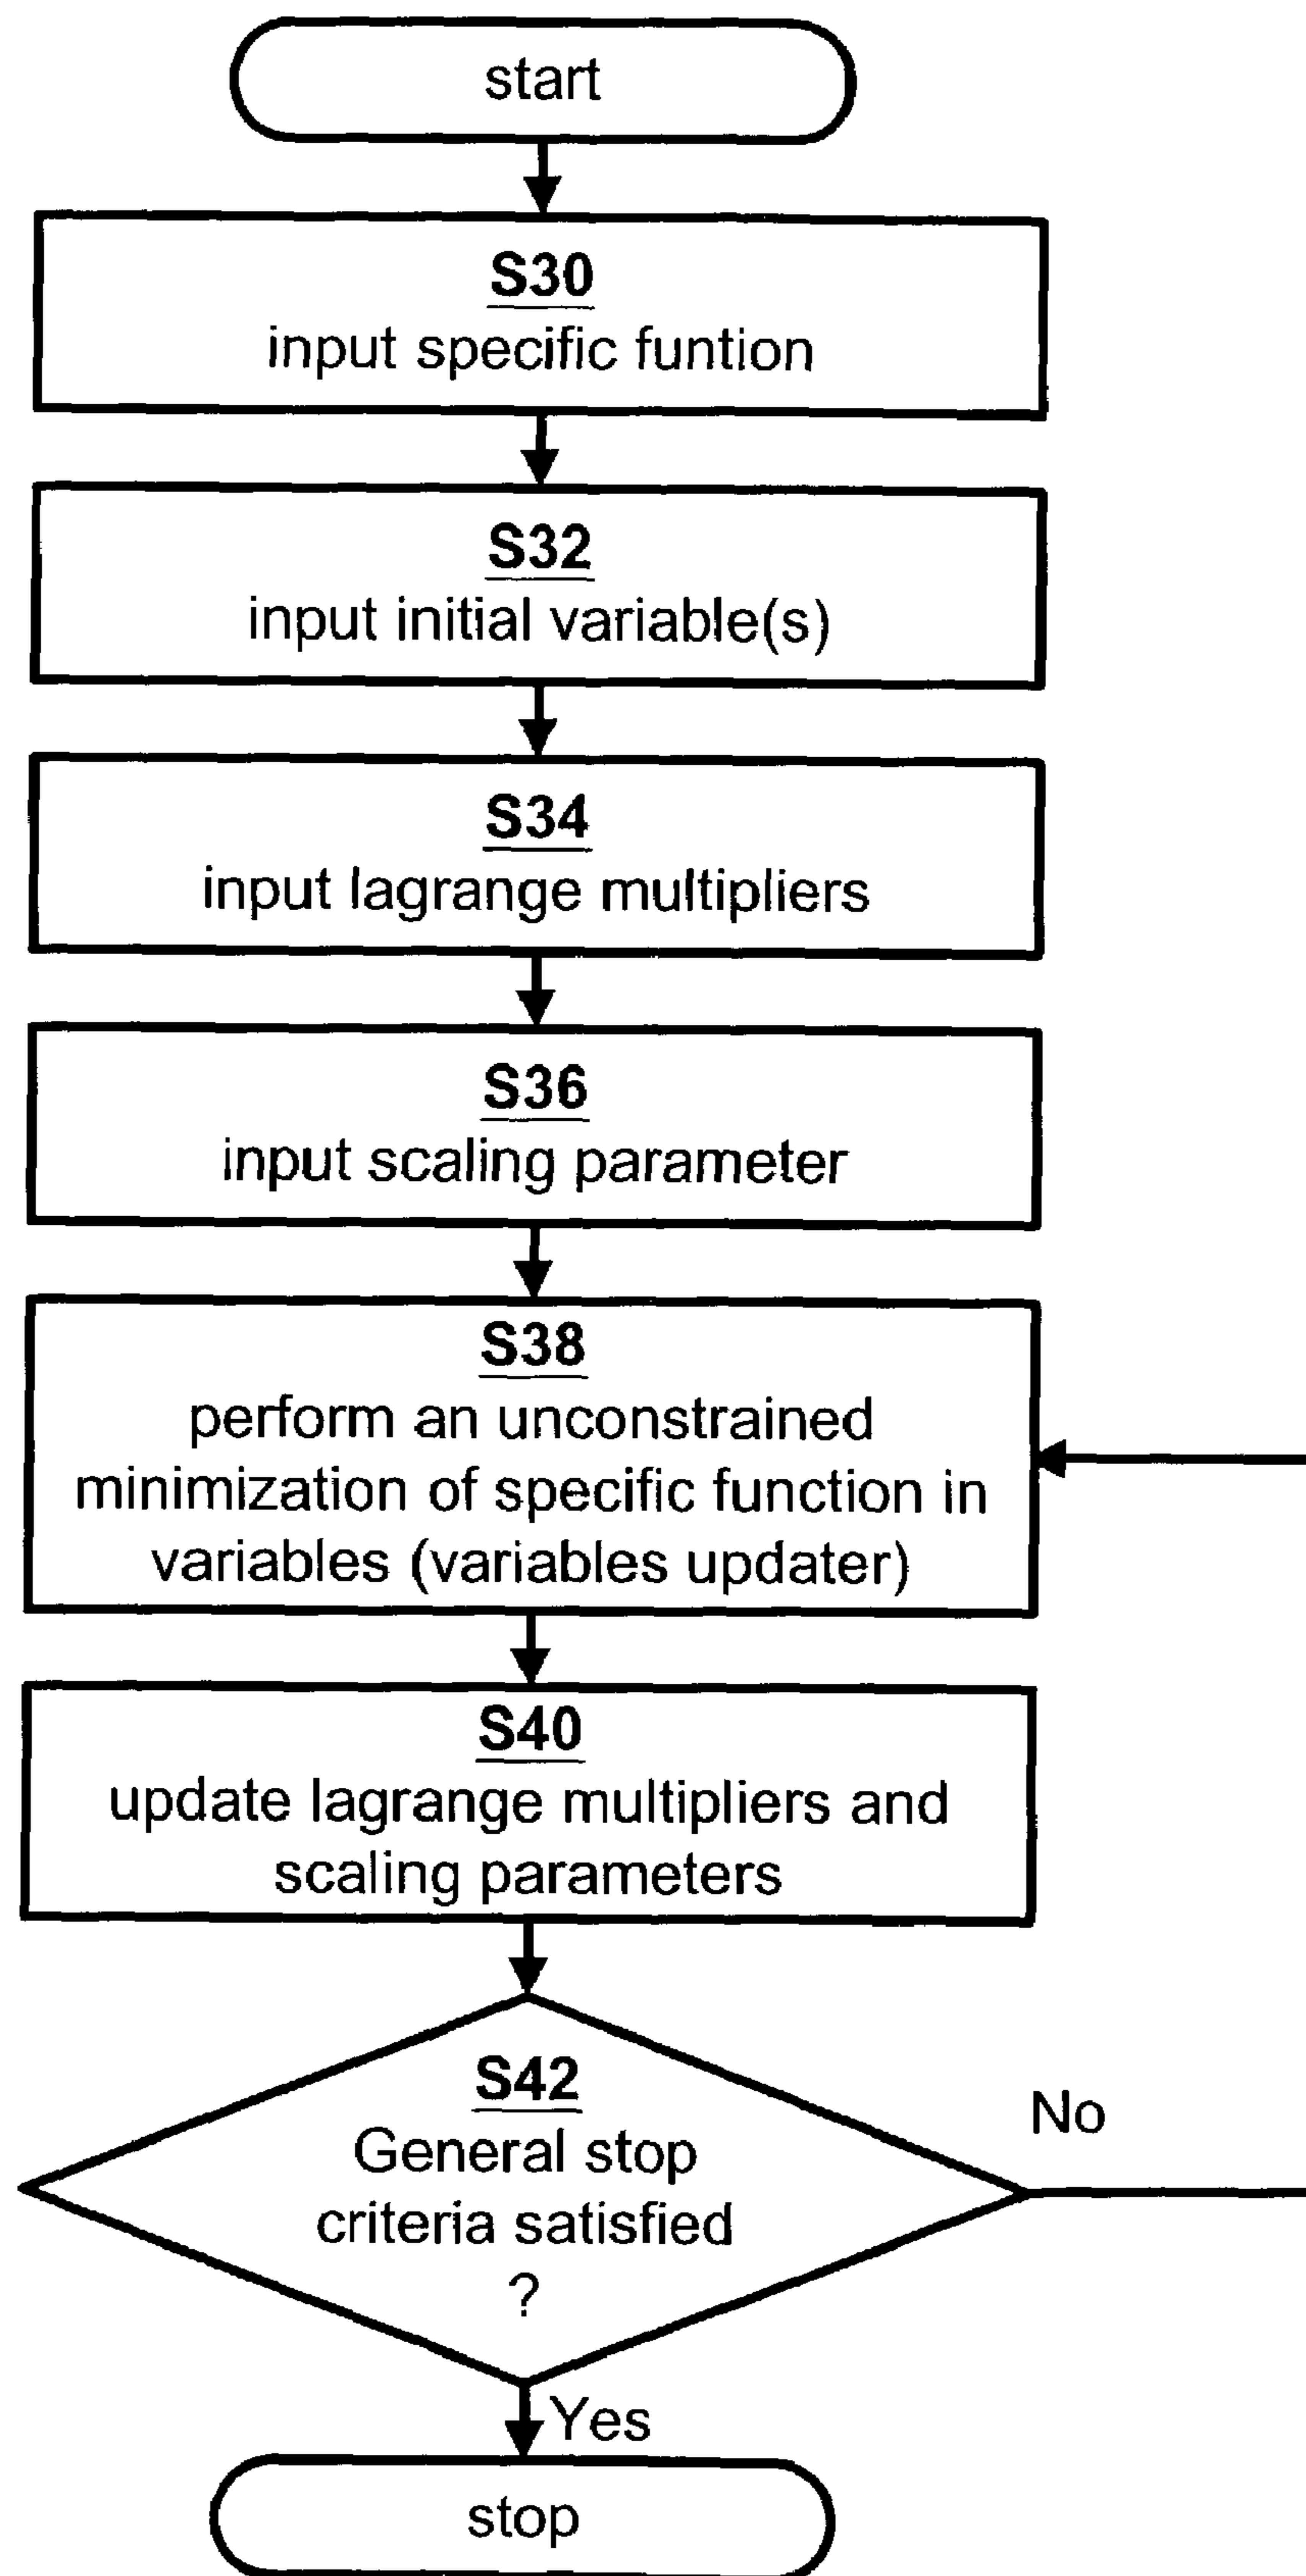 start
S30
input specific funtion
S32
input initial variable(s)
S34
input lagrange multipliers
S36
input scaling parameter
S38
perform an unconstrained
minimization of specific function in
variables (variables updater)
S40
update lagrange multipliers and
scaling parameters
S42
General stop
criteria satisfied
?
No
Yes
stop